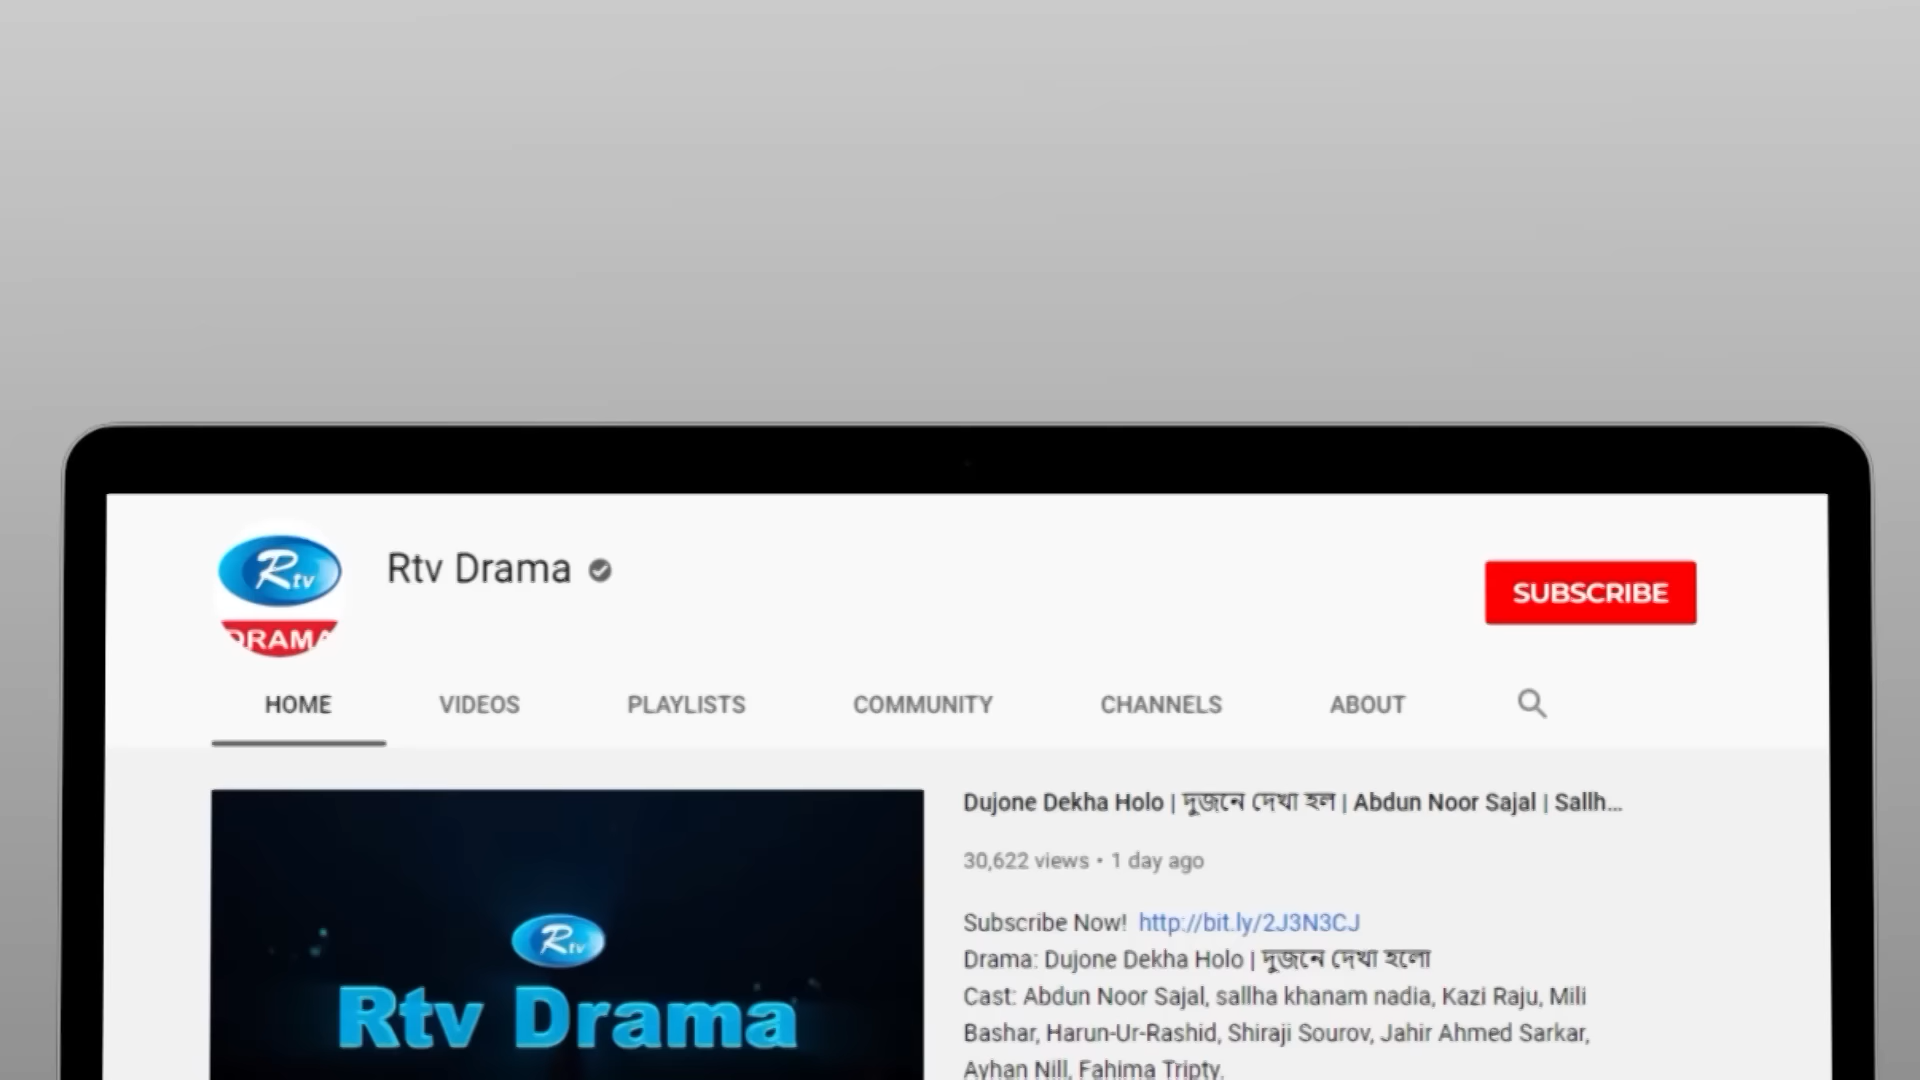 Rtv
DRAMA
Rtv Drama
SUBSCRIBE
HOME VIDEOS PLAYLISTS COMMUNITY CHANNELS ABOUT
Rtv
Rtv Drama
Dujone Dekha Holo | দুজনে দেখা হল | Abdun Noor Sajal | Sallh...
30,622 views • 1 day ago
Subscribe Now! http://bit.ly/2J3N3CJ
Drama: Dujone Dekha Holo | দুজনে দেখা হলো
Cast: Abdun Noor Sajal, sallha khanam nadia, Kazi Raju, Mili
Bashar, Harun-Ur-Rashid, Shiraji Sourov, Jahir Ahmed Sarkar,
Ayhan Nill, Fahima Tripty,